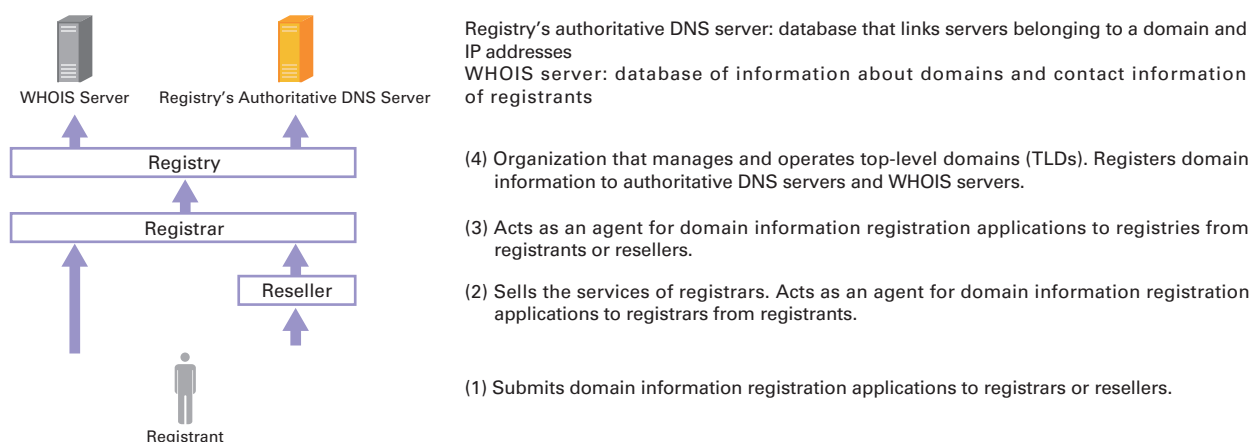 Registry's authoritative DNS server: database that links servers belonging to a domain and
IP addresses
WHOIS server: database of information about domains and contact information
of registrants
WHOIS Server
Registry's Authoritative DNS Server
Registry
(4) Organization that manages and operates top-level domains (TLDs). Registers domain
information to authoritative DNS servers and WHOIS servers.
Registrar
(3) Acts as an agent for domain information registration applications to registries from
registrants or resellers.
Reseller
(2) Sells the services of registrars. Acts as an agent for domain information registration
applications to registrars from registrants.
(1) Submits domain information registration applications to registrars or resellers.
Registrant